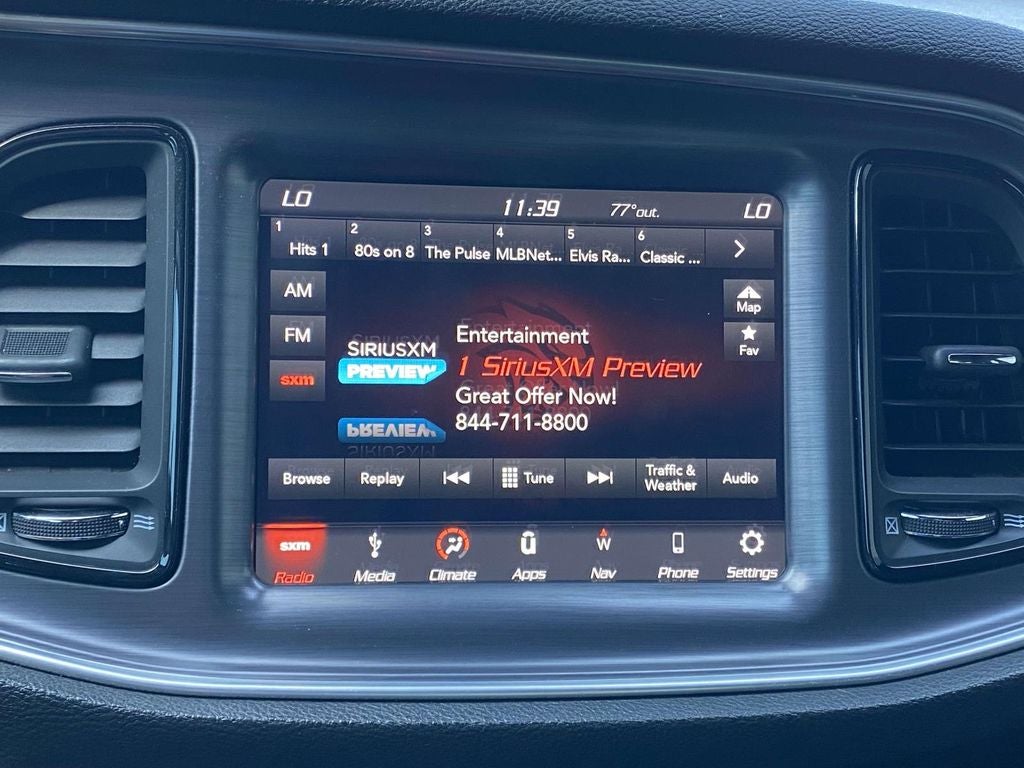 LO 11:39 77°out. LO
1 2 3 4 5 6
Hits 1 80s on 8 The Pulse MLBNet... Elvis Ra... Classic ...
AM
FM
sxm
Map
Fav
SIRIUSXM
PREVIEW
Entertainment
1 SiriusXM Preview
Great Offer Now!
844-711-8800
Browse Replay Tune Traffic & Weather Audio
sxm W
Radio Media Climate Apps Nav Phone Settings